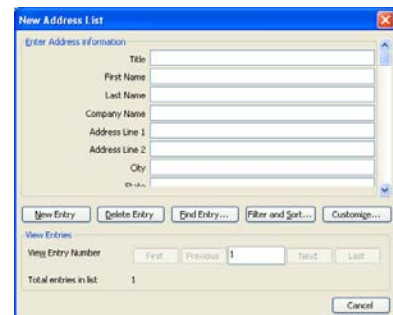 New Address List
Enter Address information
Title
First Name
Last Name
Company Name
Address Line 1
Address Line 2
City
State
New Entry Delete Entry Find Entry... Filter and Sort... Customize...
View Entries
View Entry Number First Previous 1 Next Last
Total entries in list 1
Cancel